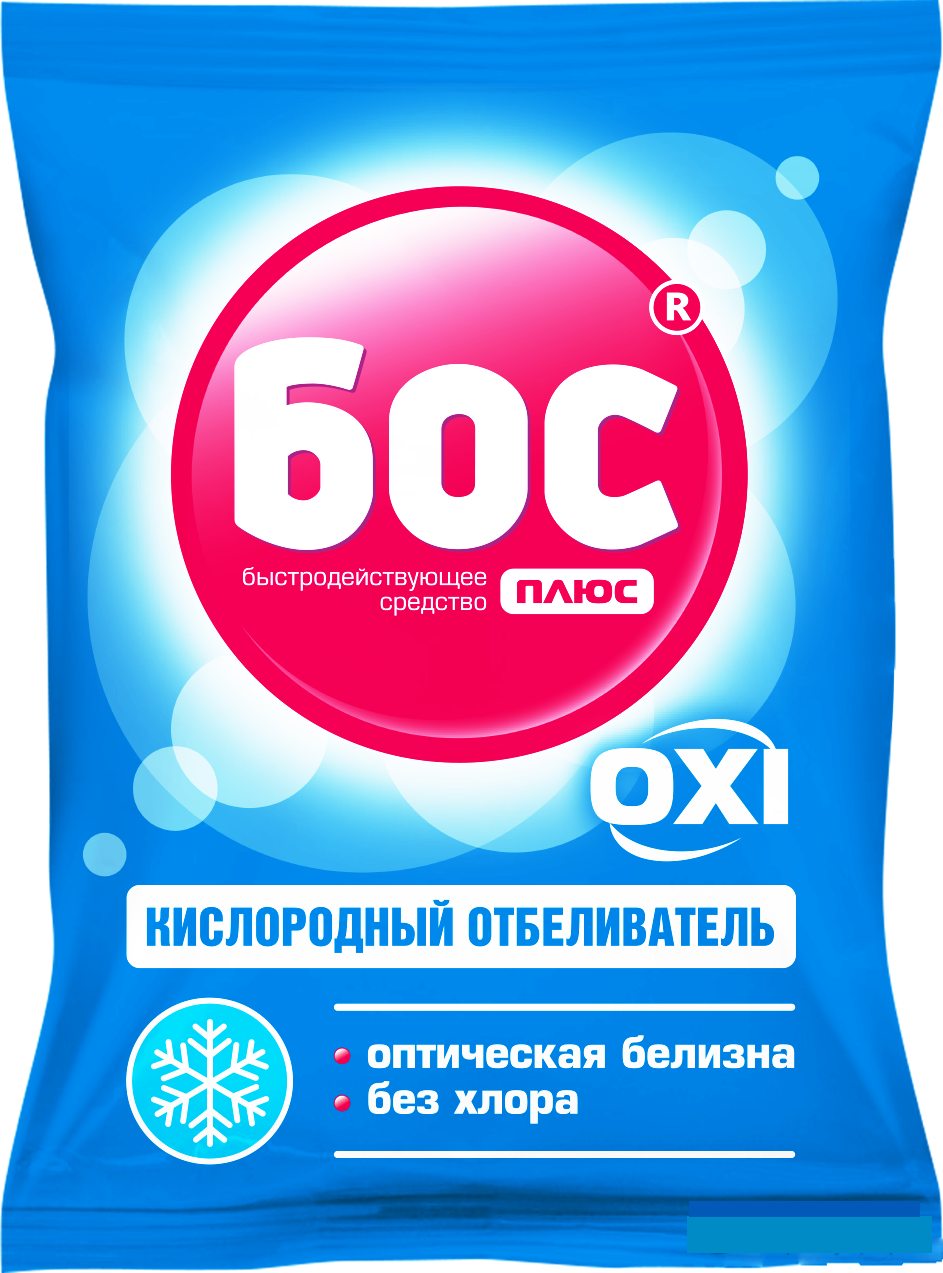 ®
БОС
быстродействующее
средство ПЛЮС
OXI
КИСЛОРОДНЫЙ ОТБЕЛИВАТЕЛЬ
оптическая белизна
без хлора